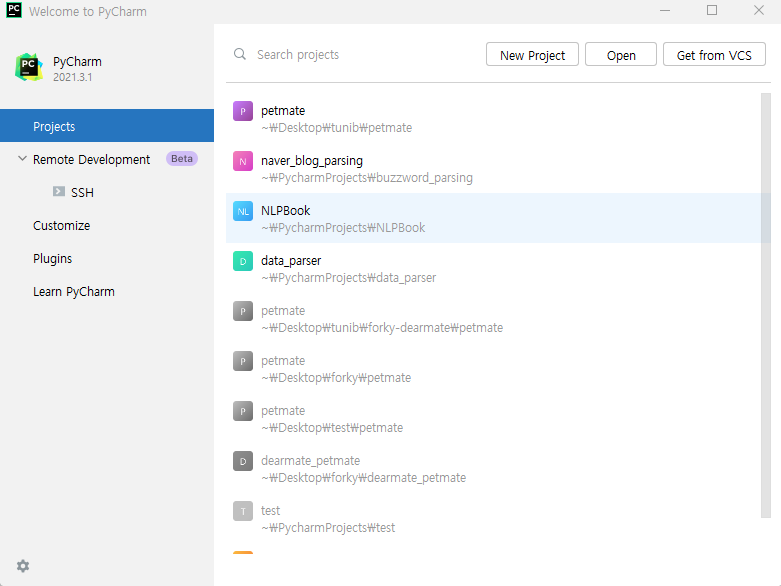 Welcome to PyCharm
PC
PyCharm
2021.3.1
Search projects
New Project
Open
Get from VCS
Projects
Remote Development
Beta
SSH
Customize
Plugins
Learn PyCharm
P
petmate
~₩Desktop₩tunib₩petmate
N
naver_blog_parsing
~₩PycharmProjects₩buzzword_parsing
NL
NLPBook
~₩PycharmProjects₩NLPBook
D
data_parser
~₩PycharmProjects₩data_parser
P
petmate
~₩Desktop₩tunib₩forky-dearmate₩petmate
P
petmate
~₩Desktop₩forky₩petmate
P
petmate
~₩Desktop₩test₩petmate
D
dearmate_petmate
~₩Desktop₩forky₩dearmate_petmate
T
test
~₩PycharmProjects₩test